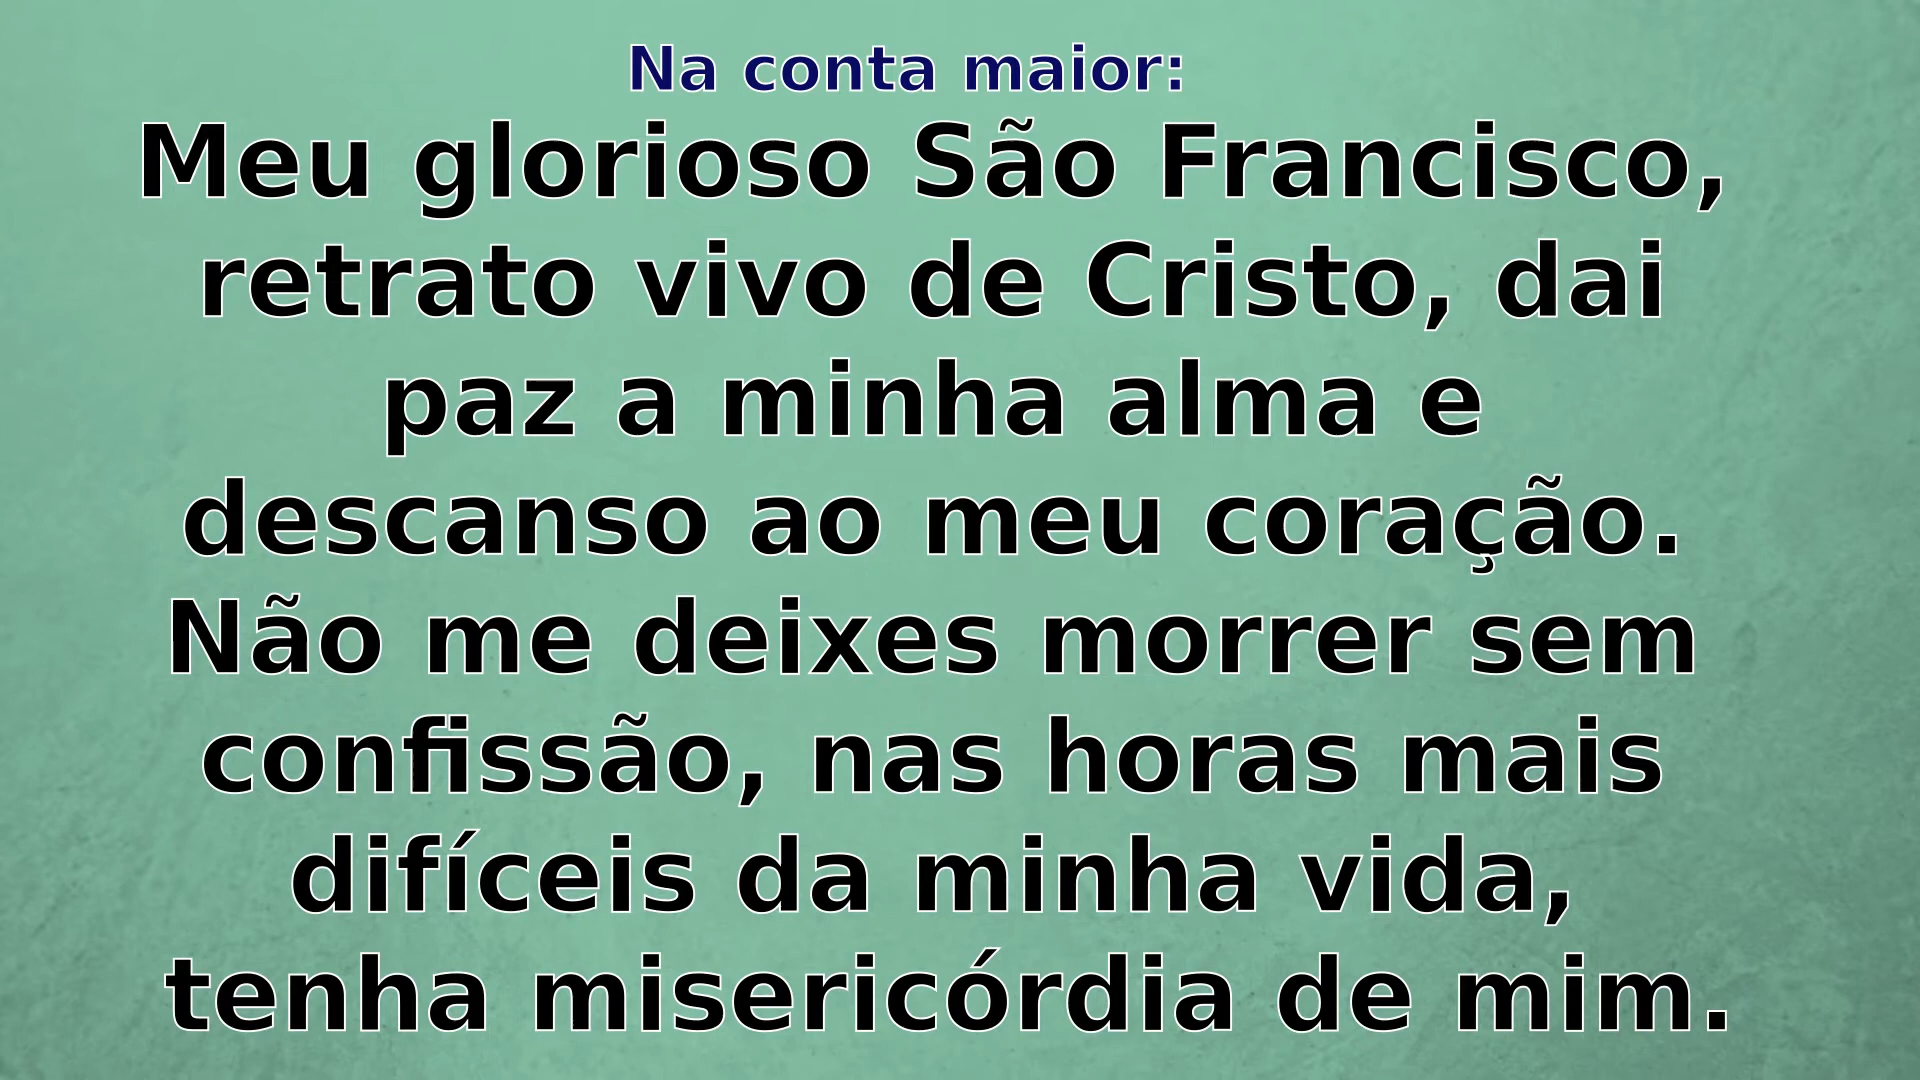 Na conta maior:
Meu glorioso São Francisco,
retrato vivo de Cristo, dai
paz a minha alma e
descanso ao meu coração.
Não me deixes morrer sem
confissão, nas horas mais
difíceis da minha vida,
tenha misericórdia de mim.